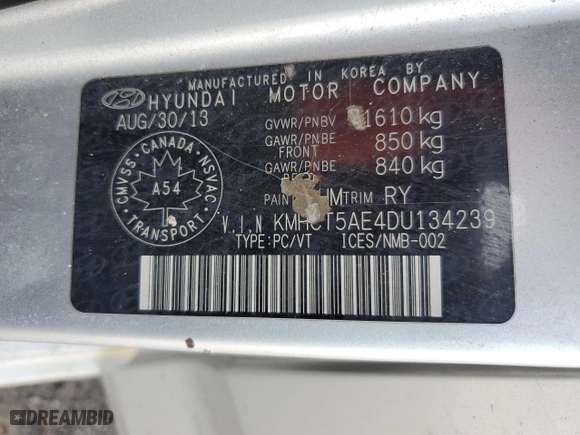 MANUFACTURED IN KOREA BY
HYUNDAI MOTOR COMPANY
AUG/30/13
GVWR/PNBV 1610 kg
GAWR/PNBE FRONT 850 kg
GAWR/PNBE 840 kg
CMVSS · CANADA · NSVAC
A54
TRANSPORT
PAINT HM TRIM RY
V.I.N KMHCT5AE4DU134239
TYPE:PC/VT ICES/NMB-002
DREAMBID